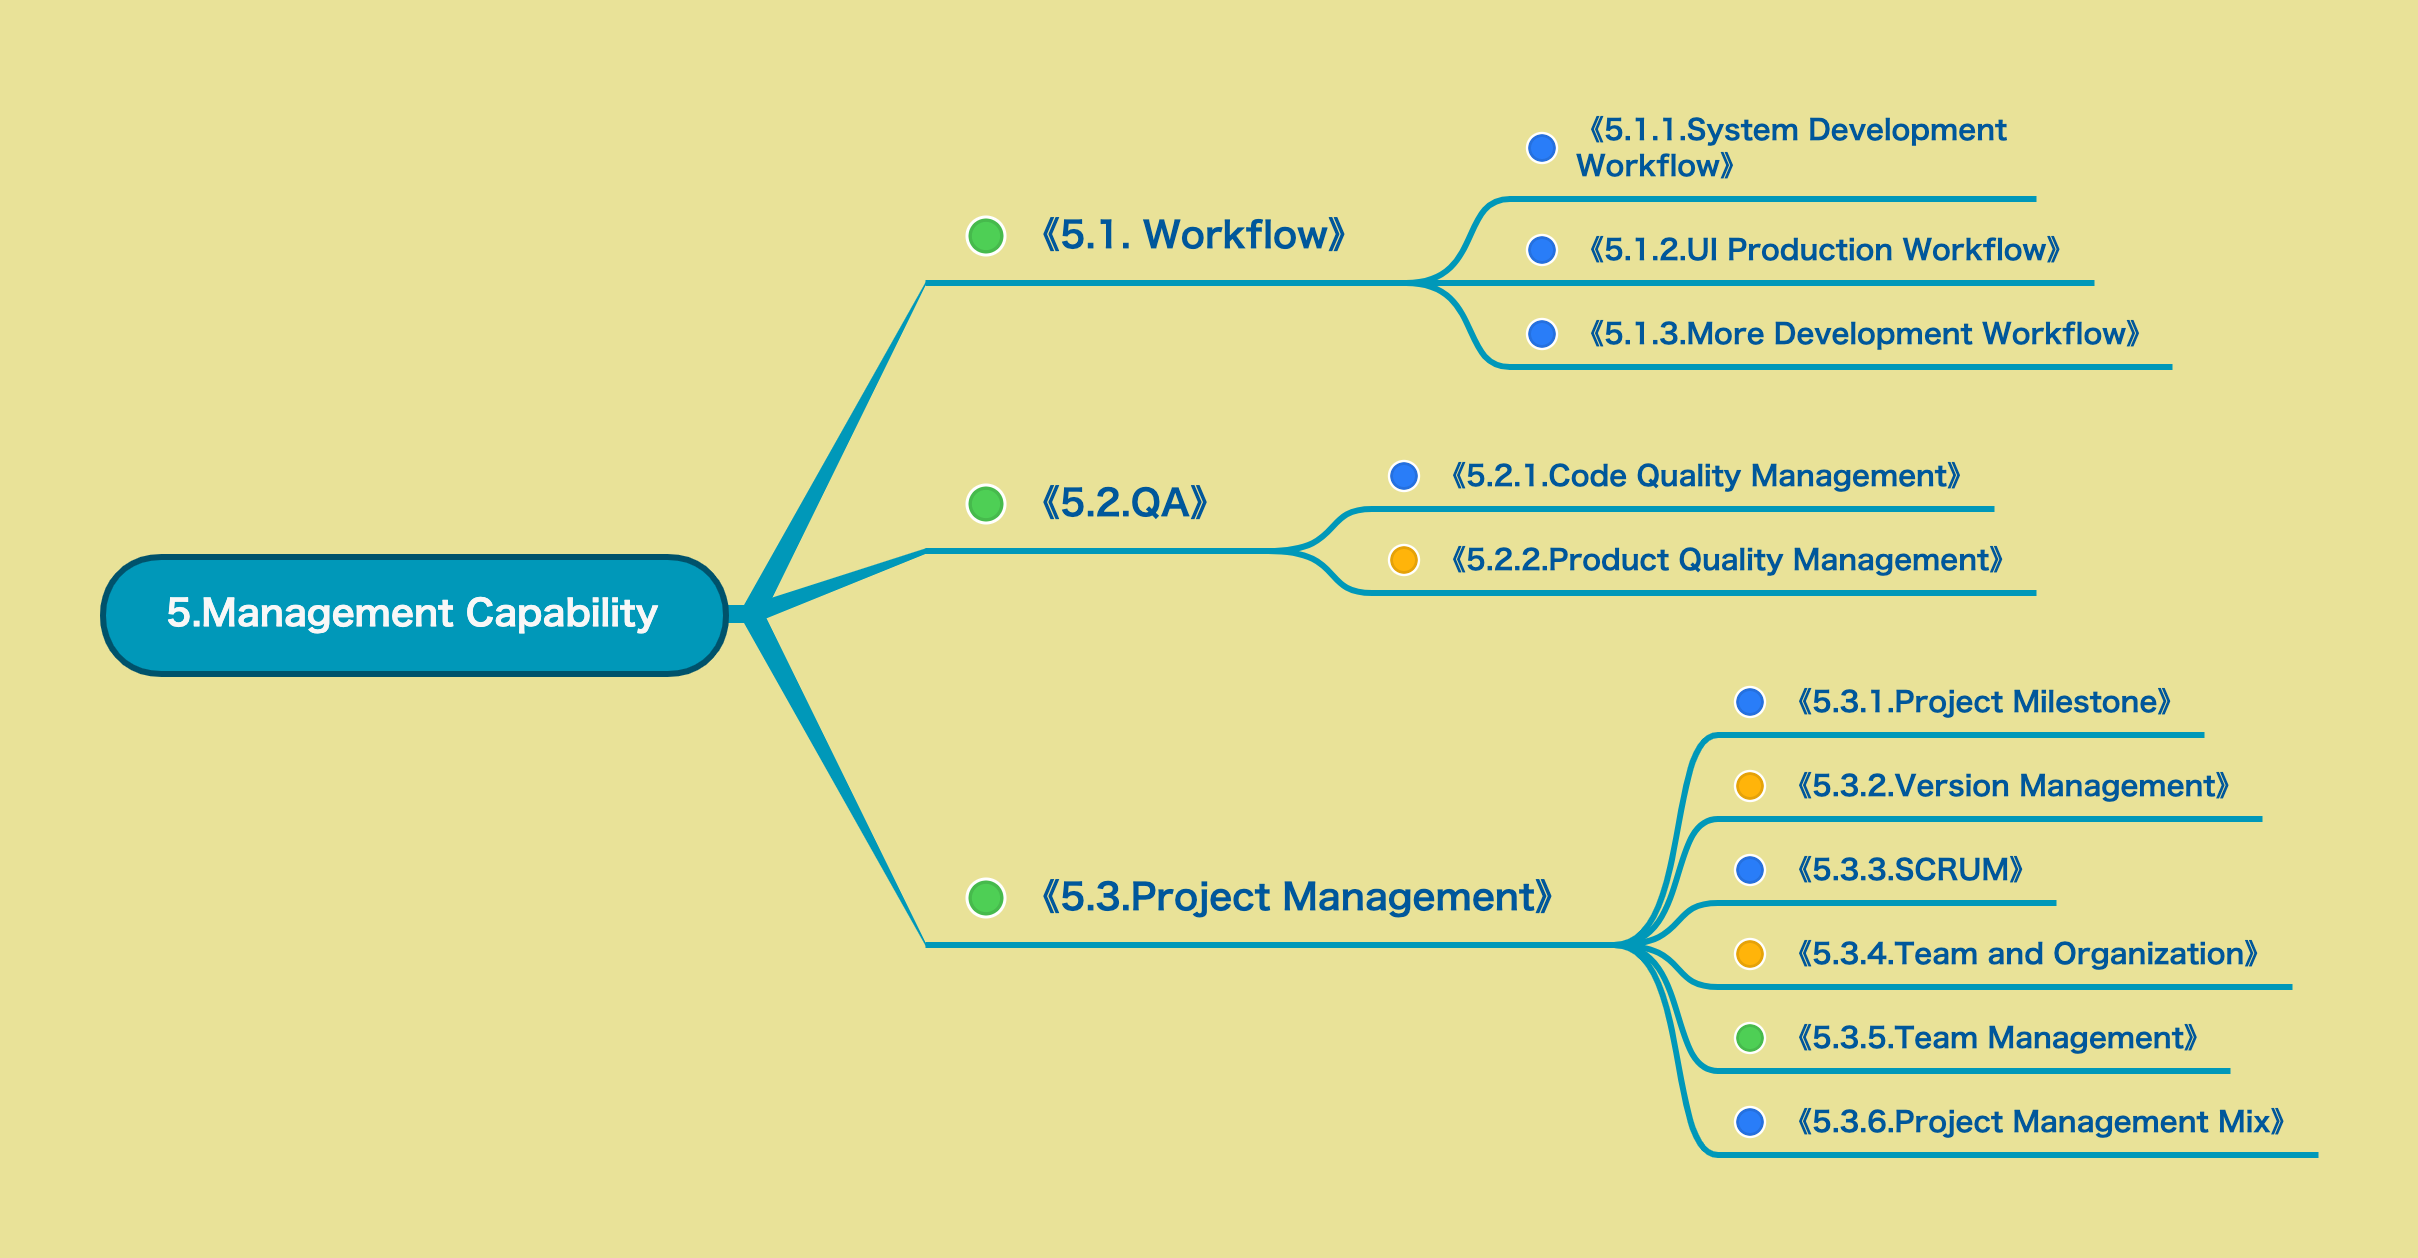 5.Management Capability
《5.1. Workflow》
《5.1.1.System Development
Workflow》
《5.1.2.UI Production Workflow》
《5.1.3.More Development Workflow》
《5.2.QA》
《5.2.1.Code Quality Management》
《5.2.2.Product Quality Management》
《5.3.Project Management》
《5.3.1.Project Milestone》
《5.3.2.Version Management》
《5.3.3.SCRUM》
《5.3.4.Team and Organization》
《5.3.5.Team Management》
《5.3.6.Project Management Mix》